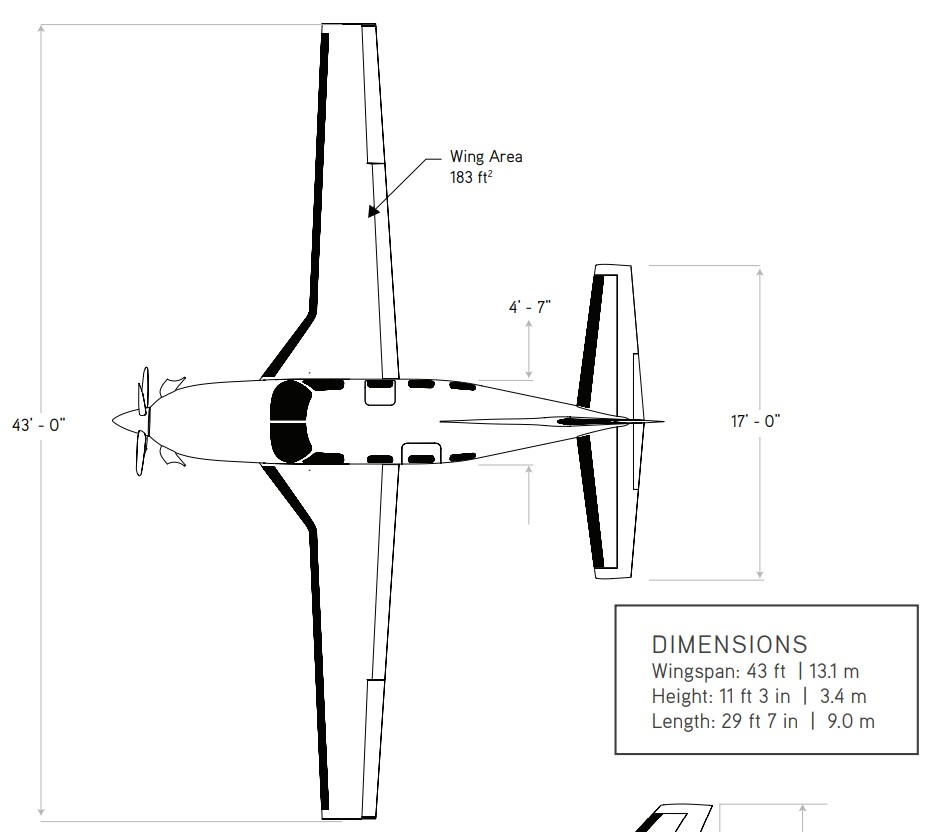 Wing Area
183 ft²
4' - 7"
43' - 0"
17' - 0"
DIMENSIONS
Wingspan: 43 ft | 13.1 m
Height: 11 ft 3 in | 3.4 m
Length: 29 ft 7 in | 9.0 m